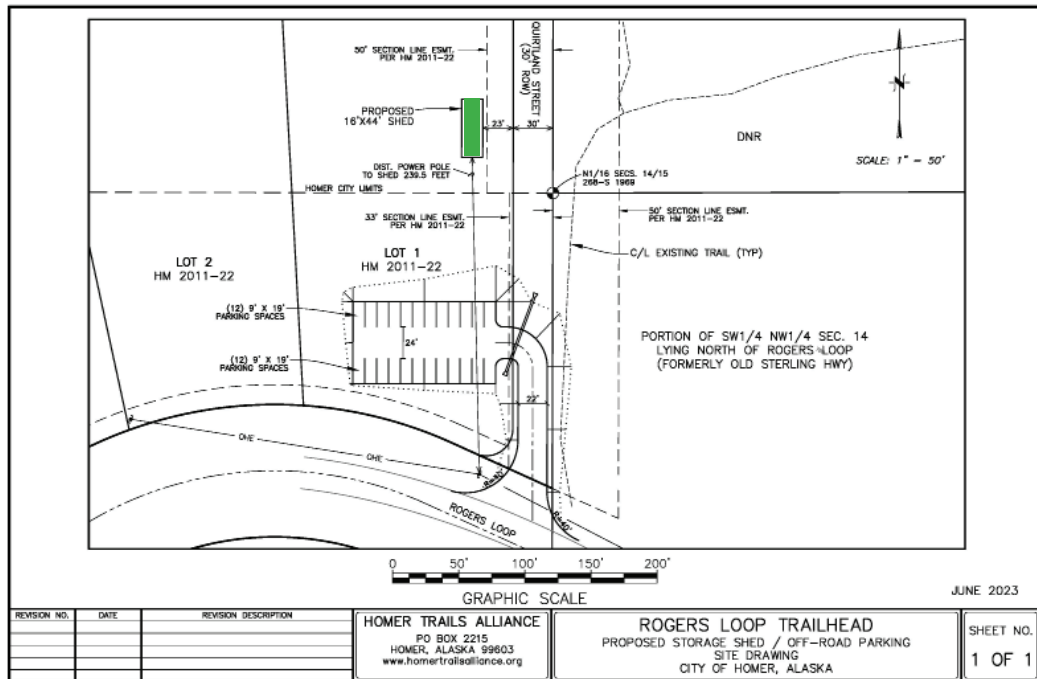 50' SECTION LINE ESMT.
PER HM 2011-22
QUIRTLAND STREET
(30' ROW)
PROPOSED
16'X44' SHED
23'
30'
N
DNR
SCALE: 1" = 50'
DIST. POWER POLE
TO SHED 239.5 FEET
HOMER CITY LIMITS
N1/16 SECS. 14/15
268-S 1969
33' SECTION LINE ESMT.
PER HM 2011-22
50' SECTION LINE ESMT.
PER HM 2011-22
C/L EXISTING TRAIL (TYP)
LOT 2
HM 2011-22
LOT 1
HM 2011-22
(12) 9' X 19'
PARKING SPACES
24'
(12) 9' X 19'
PARKING SPACES
PORTION OF SW1/4 NW1/4 SEC. 14
LYING NORTH OF ROGERS LOOP
(FORMERLY OLD STERLING HWY)
22'
OHE
OHE
R=40'
ROGERS LOOP
0 50' 100' 150' 200'
GRAPHIC SCALE
JUNE 2023
REVISION NO. DATE REVISION DESCRIPTION
HOMER TRAILS ALLIANCE
PO BOX 2215
HOMER, ALASKA 99603
www.homertrailsalliance.org
ROGERS LOOP TRAILHEAD
PROPOSED STORAGE SHED / OFF-ROAD PARKING
SITE DRAWING
CITY OF HOMER, ALASKA
SHEET NO.
1 OF 1